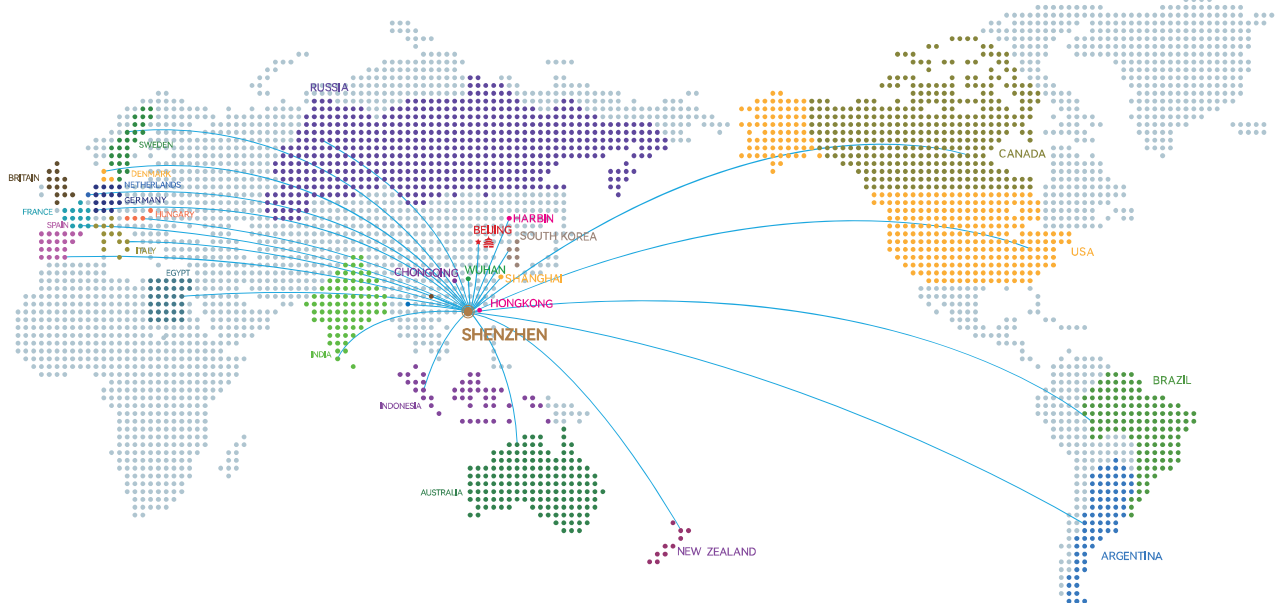 RUSSIA
SWEDEN
CANADA
BRITAIN
DENMARK
NETHERLANDS
GERMANY
FRANCE
HUNGARY
HARBIN
SPAIN
BEIJING
SOUTH KOREA
ITALY
USA
EGYPT
CHONGQING
WUHAN
SHANGHAI
HONGKONG
SHENZHEN
INDIA
BRAZIL
INDONESIA
AUSTRALIA
NEW ZEALAND
ARGENTINA